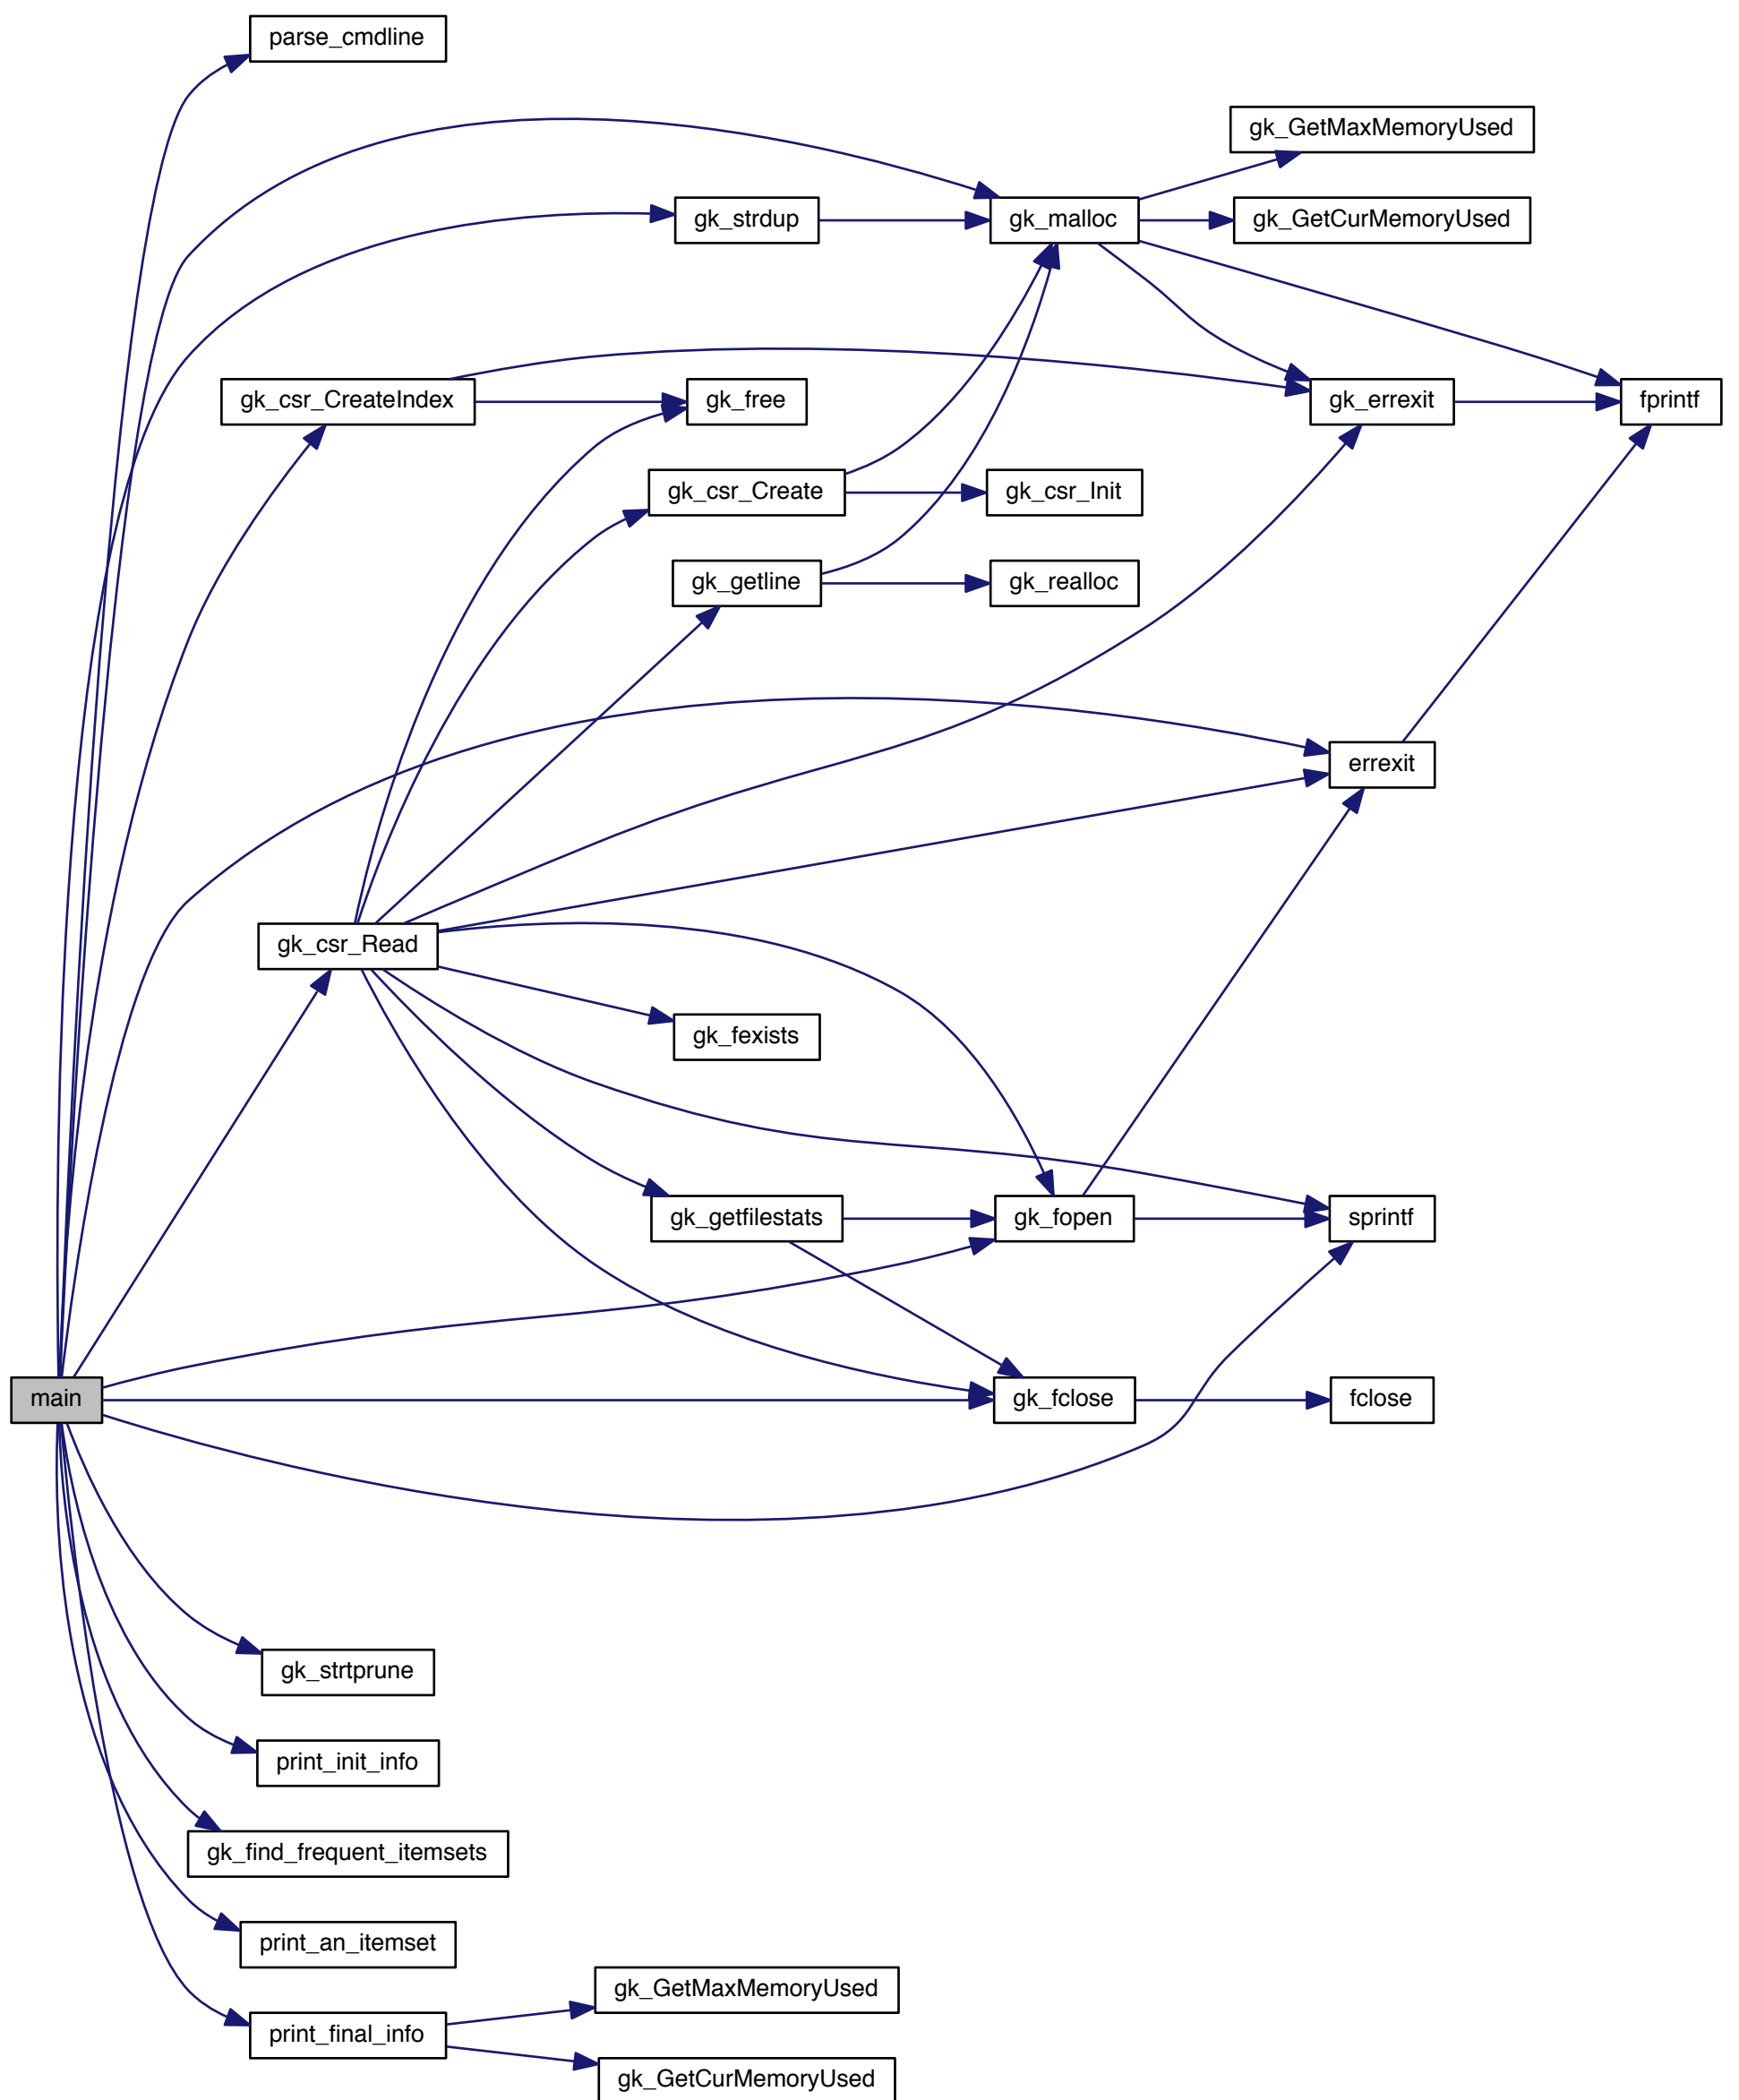 parse_cmdline
gk_GetMaxMemoryUsed
gk_strdup
gk_malloc
gk_GetCurMemoryUsed
gk_csr_CreateIndex
gk_free
gk_errexit
fprintf
gk_csr_Create
gk_csr_Init
gk_getline
gk_realloc
errexit
gk_csr_Read
gk_fexists
gk_getfilestats
gk_fopen
sprintf
main
gk_fclose
fclose
gk_strtprune
print_init_info
gk_find_frequent_itemsets
print_an_itemset
gk_GetMaxMemoryUsed
print_final_info
gk_GetCurMemoryUsed